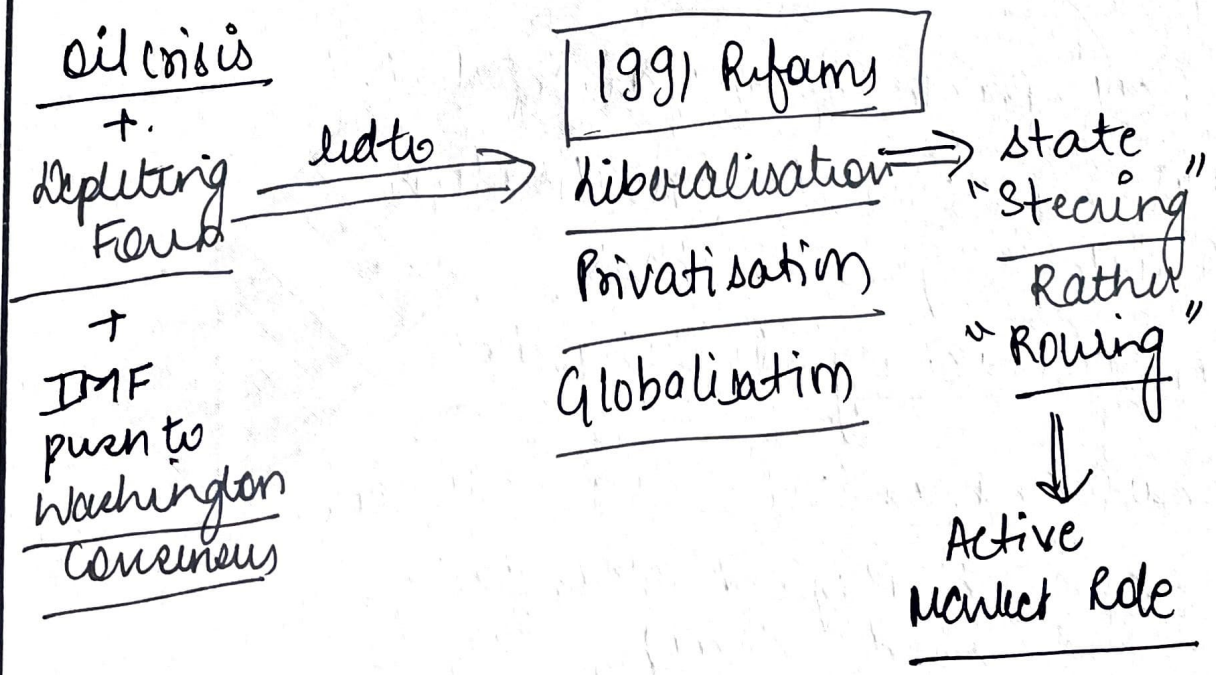 Oil crisis
+
Depleting
Forex
+
IMF
push to
Washington
Consensus
led to
1991 Reforms
Liberalisation
Privatisation
Globalisation
state
"Steering"
Rather
"Rowing"
Active
Market Role